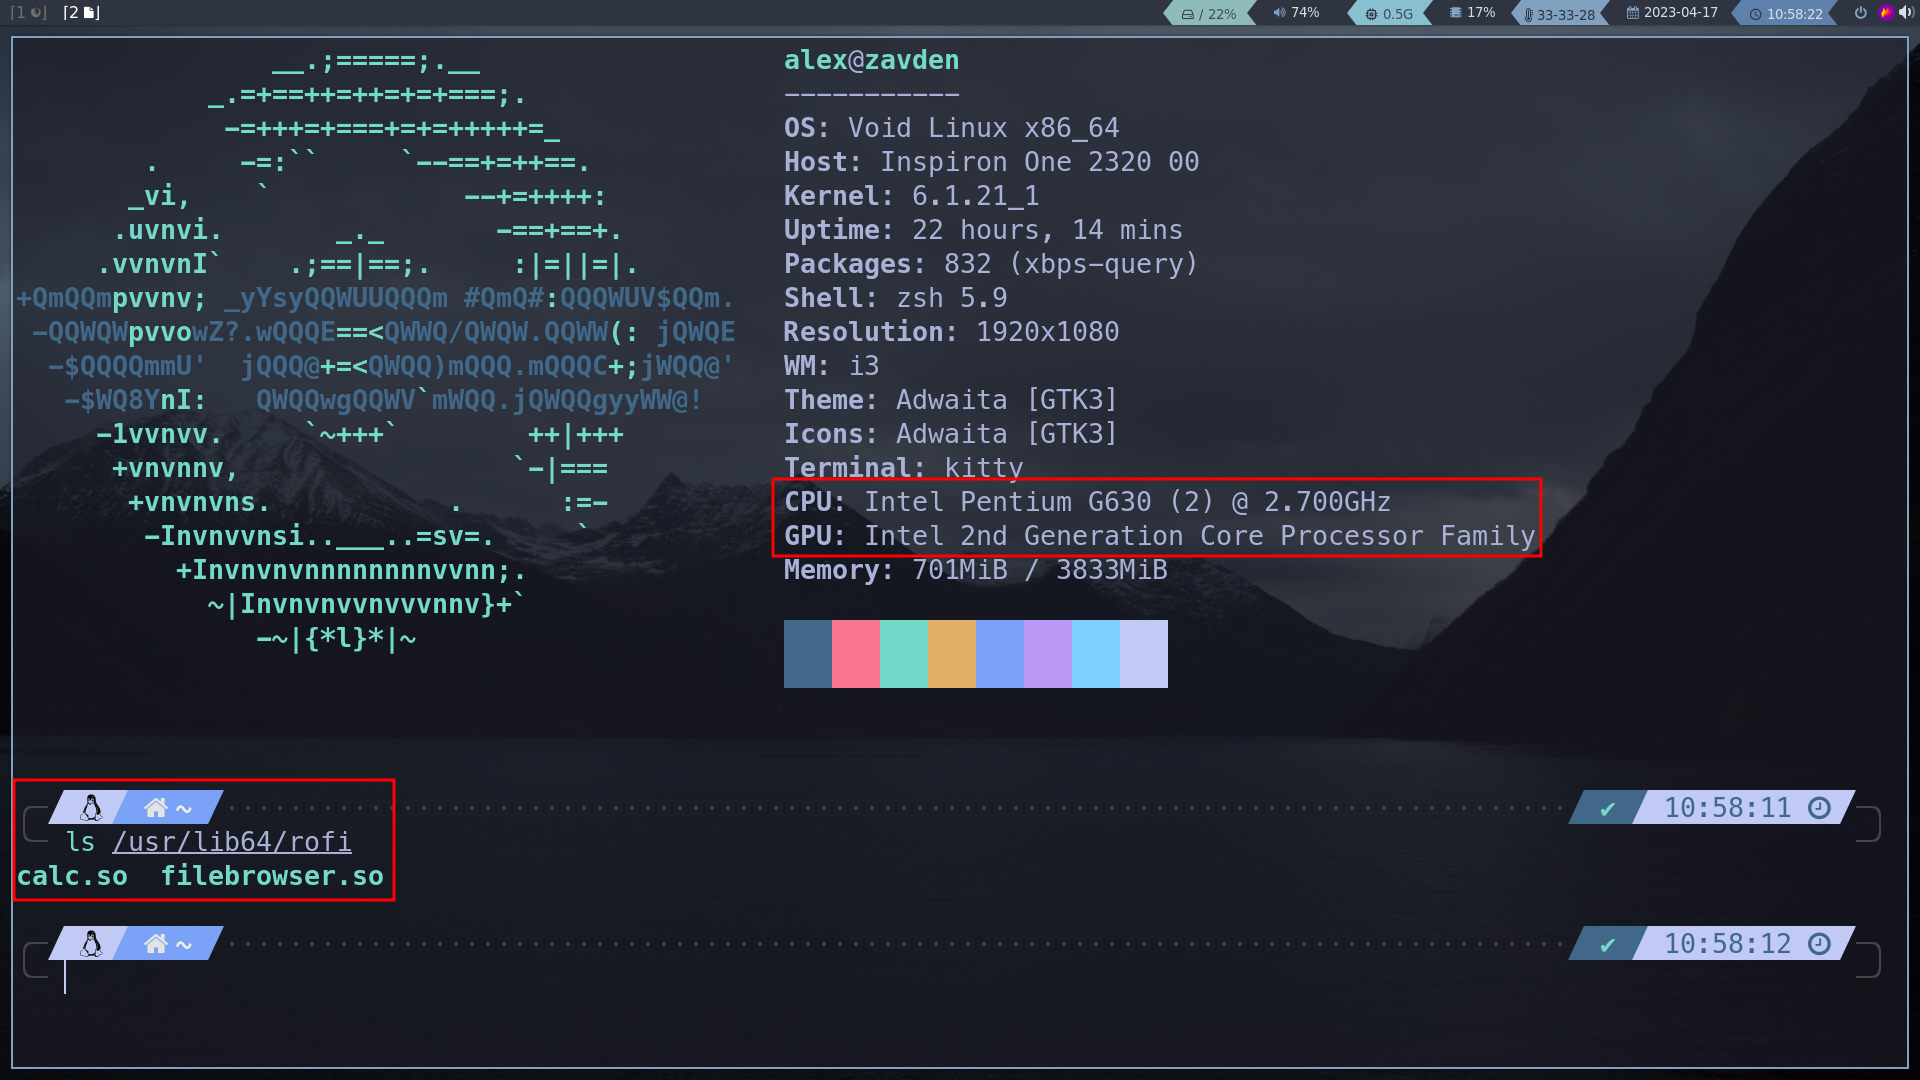 [1 ] [2 ]
/ 22% 74% 0.5G 17% 33-33-28 2023-04-17 10:58:22
__.;=====;.__
_.=+==++=++=+=+===;.
-=+++=+===+=+=+++++=_
. -=:`` `--==+=++==.
_vi, ` --+=++++:
.uvnvi. _._ -==+==+.
.vvnvnI` .;==|==;. :|=||=|.
+QmQQmpvvnv; _yYsyQQWUUQQQm #QmQ#:QQQWUV$QQm.
-QQWQWpvvowZ?.wQQQE==<QWWQ/QWQW.QQWW(: jQWQE
-$QQQQmmU' jQQQ@+=<QWQQ)mQQQ.mQQQC+;jWQQ@'
-$WQ8YnI: QWQQwgQQWV`mWQQ.jQWQQgyyWW@!
-1vvnvv. `~+++` ++|+++
+vnvnnv, `-|===
+vnvnvns. . :=-
-Invnvvnsi..___..=sv=. `
+Invnvnvnnnnnnnnvvnn;.
~|Invnvnvvnvvvnnv}+`
-~|{*l}*|~
alex@zavden
-----------
OS: Void Linux x86_64
Host: Inspiron One 2320 00
Kernel: 6.1.21_1
Uptime: 22 hours, 14 mins
Packages: 832 (xbps-query)
Shell: zsh 5.9
Resolution: 1920x1080
WM: i3
Theme: Adwaita [GTK3]
Icons: Adwaita [GTK3]
Terminal: kitty
CPU: Intel Pentium G630 (2) @ 2.700GHz
GPU: Intel 2nd Generation Core Processor Family
Memory: 701MiB / 3833MiB
~ ✔ 10:58:11
ls /usr/lib64/rofi
calc.so filebrowser.so
~ ✔ 10:58:12